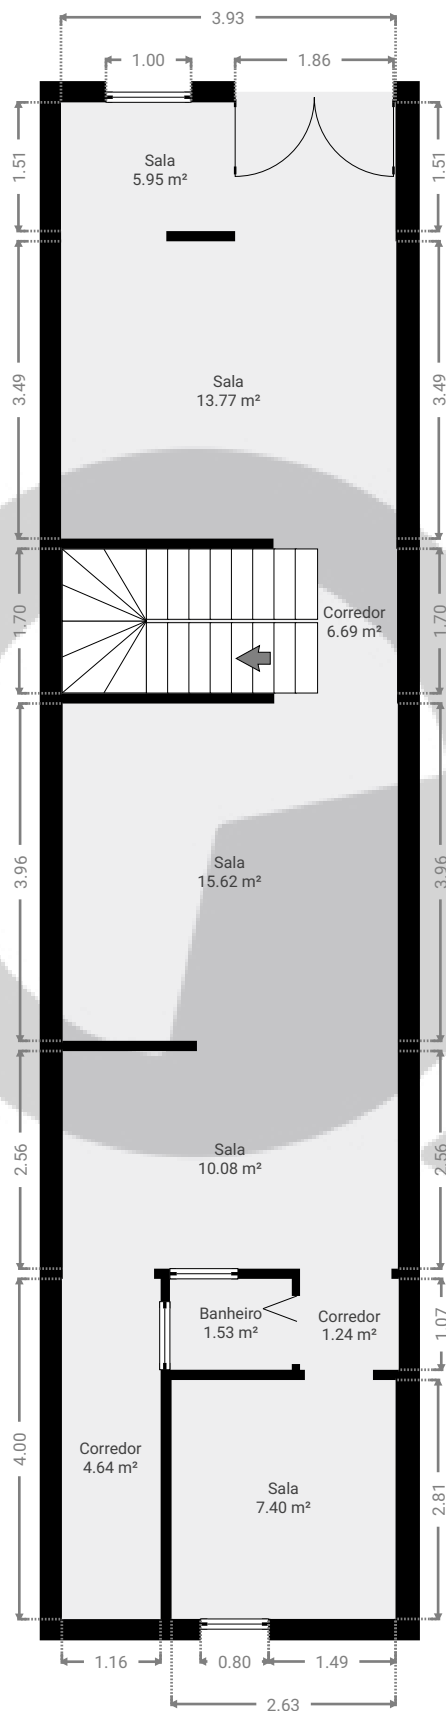 3.93
1.00
1.86
1.51
1.51
Sala
5.95 m²
3.49
3.49
Sala
13.77 m²
1.70
1.70
Corredor
6.69 m²
3.96
3.96
Sala
15.62 m²
2.56
2.56
Sala
10.08 m²
Banheiro
1.53 m²
Corredor
1.24 m²
1.07
4.00
Corredor
4.64 m²
Sala
7.40 m²
2.81
1.16
0.80
1.49
2.63